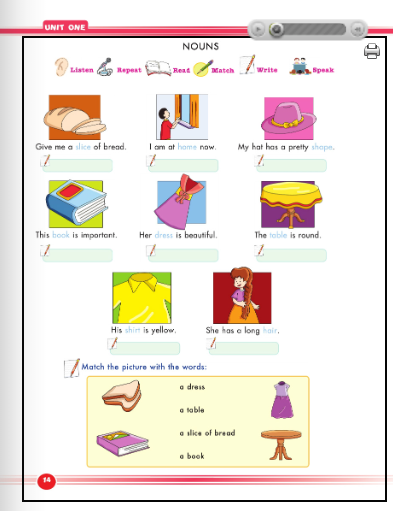 UNIT ONE
NOUNS
Listen Repeat Read Match Write Speak
Give me a slice of bread. I am at home now. My hat has a pretty shape.
This book is important. Her dress is beautiful. The table is round.
His shirt is yellow. She has a long hair.
Match the picture with the words:
a dress
a table
a slice of bread
a book
14